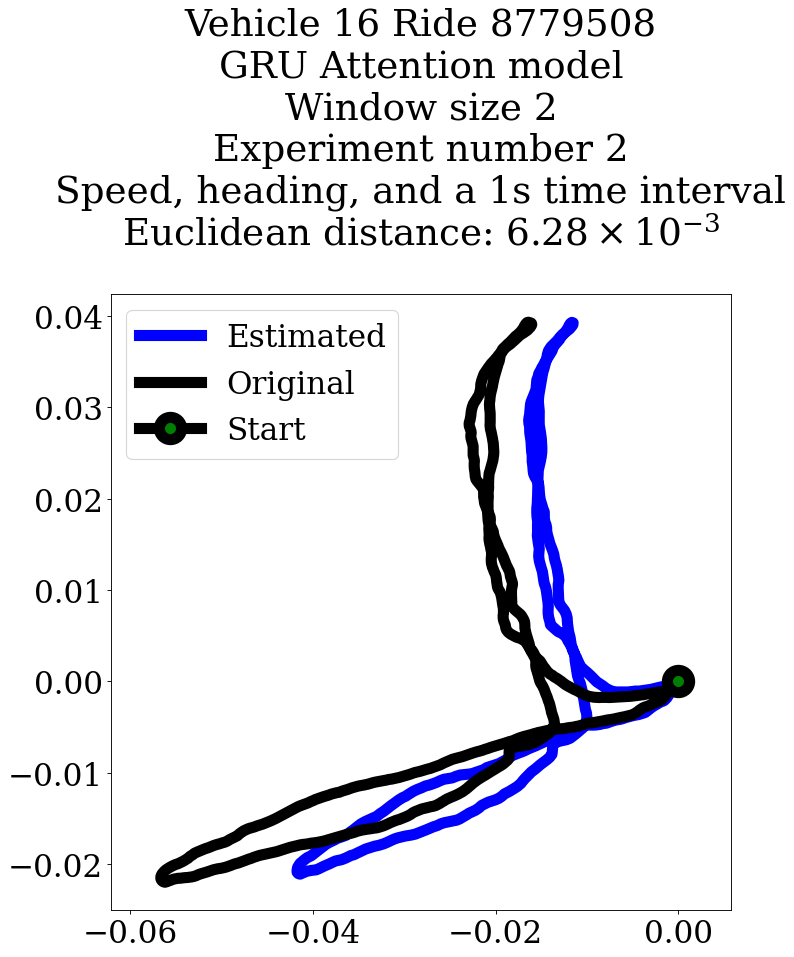 Vehicle 16 Ride 8779508
GRU Attention model
Window size 2
Experiment number 2
Speed, heading, and a 1s time interval
Euclidean distance: 6.28 × 10⁻³
Estimated
Original
Start
0.04
0.03
0.02
0.01
0.00
−0.01
−0.02
−0.06 −0.04 −0.02 0.00